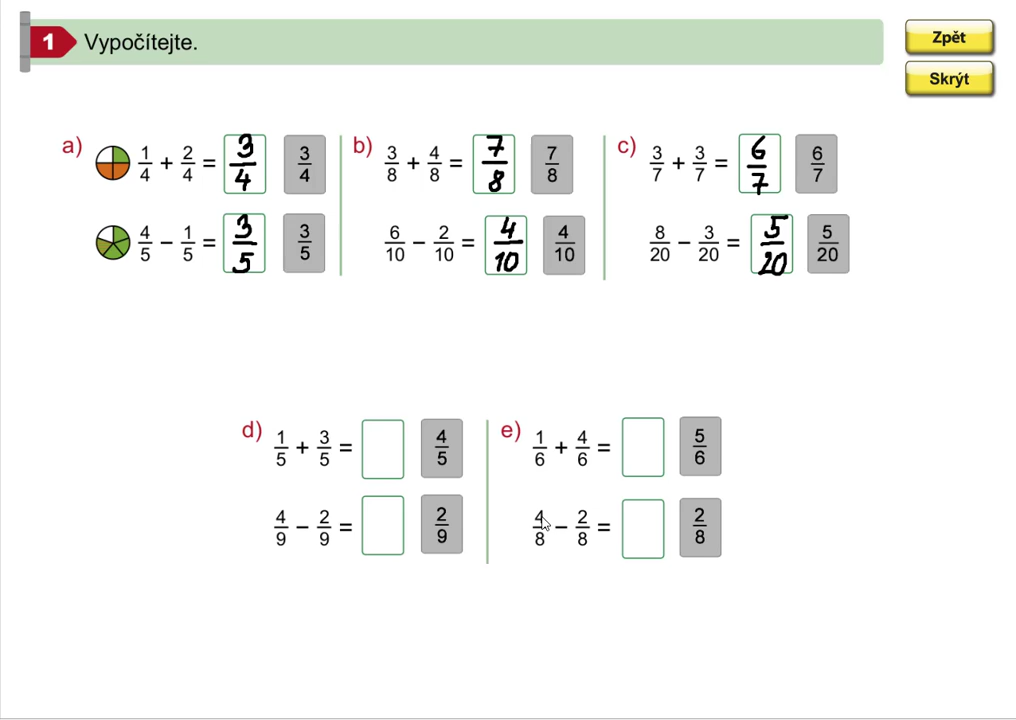 1 Vypočítejte.
Zpět
Skrýt
a) 1/4 + 2/4 = 3/4 3/4
4/5 − 1/5 = 3/5 3/5
b) 3/8 + 4/8 = 7/8 7/8
6/10 − 2/10 = 4/10 4/10
c) 3/7 + 3/7 = 6/7 6/7
8/20 − 3/20 = 5/20 5/20
d) 1/5 + 3/5 = 4/5
4/9 − 2/9 = 2/9
e) 1/6 + 4/6 = 5/6
4/8 − 2/8 = 2/8